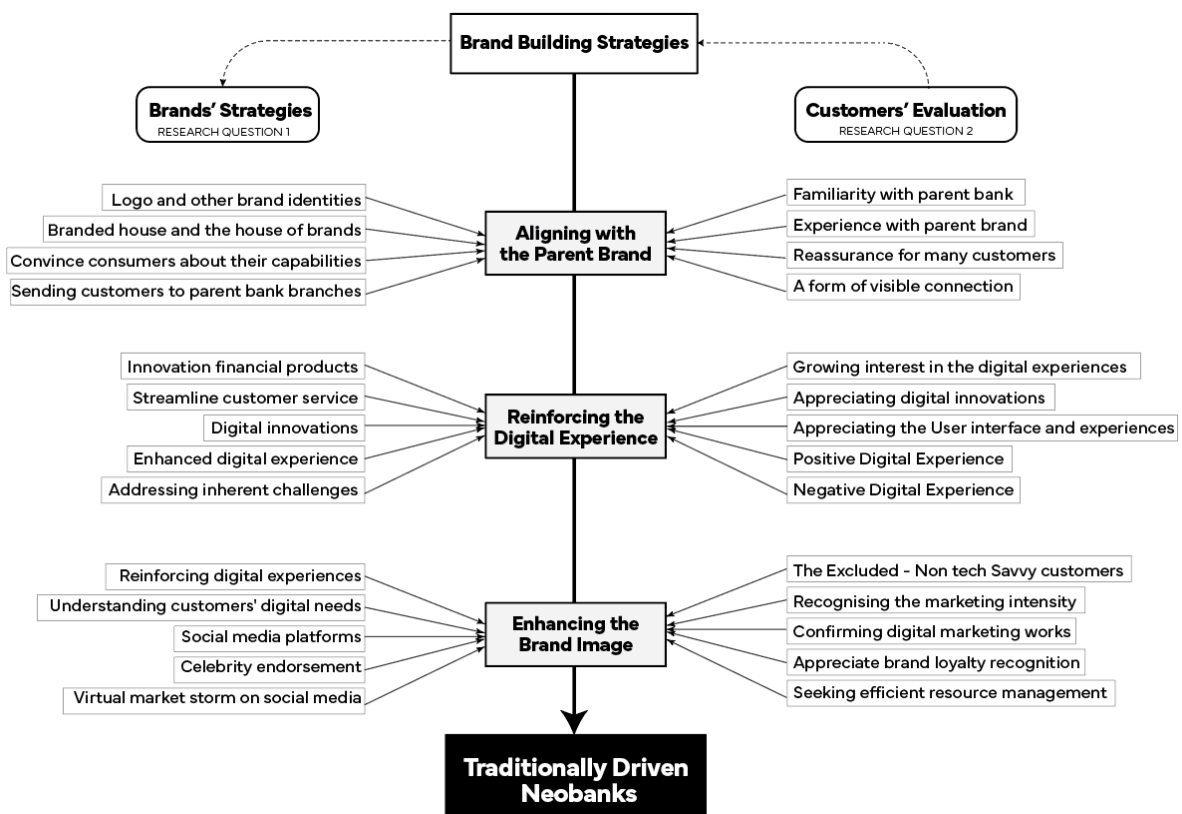 Brand Building Strategies
Brands' Strategies
RESEARCH QUESTION 1
Customers' Evaluation
RESEARCH QUESTION 2
Logo and other brand identities
Branded house and the house of brands
Convince consumers about their capabilities
Sending customers to parent bank branches
Aligning with
the Parent Brand
Familiarity with parent bank
Experience with parent brand
Reassurance for many customers
A form of visible connection
Innovation financial products
Streamline customer service
Digital innovations
Enhanced digital experience
Addressing inherent challenges
Reinforcing the
Digital Experience
Growing interest in the digital experiences
Appreciating digital innovations
Appreciating the User interface and experiences
Positive Digital Experience
Negative Digital Experience
Reinforcing digital experiences
Understanding customers' digital needs
Social media platforms
Celebrity endorsement
Virtual market storm on social media
Enhancing the
Brand Image
The Excluded - Non tech Savvy customers
Recognising the marketing intensity
Confirming digital marketing works
Appreciate brand loyalty recognition
Seeking efficient resource management
Traditionally Driven
Neobanks